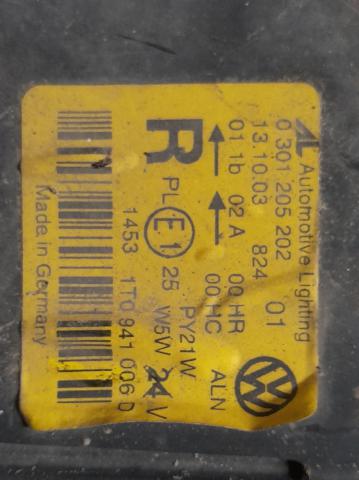 AL Automotive Lighting
0 301 205 202 01
13.10.03 824
01 1b 02 A 00 HR
00 HC ALN
R
PL E1 25 PY21W
W5W V
1453 1T0 941 006 D
Made in Germany